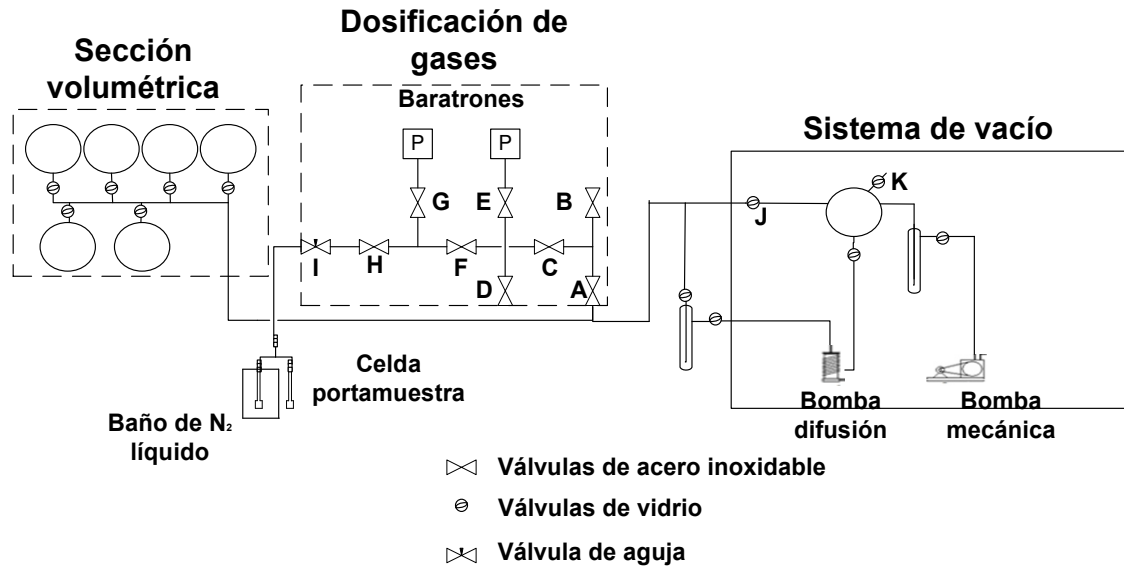 Dosificación de
gases
Sección
volumétrica
Baratrones
Sistema de vacío
P
P
K
G
E
B
J
I
H
F
C
D
A
Celda
portamuestra
Baño de N₂
líquido
Bomba
difusión
Bomba
mecánica
Válvulas de acero inoxidable
Válvulas de vidrio
Válvula de aguja